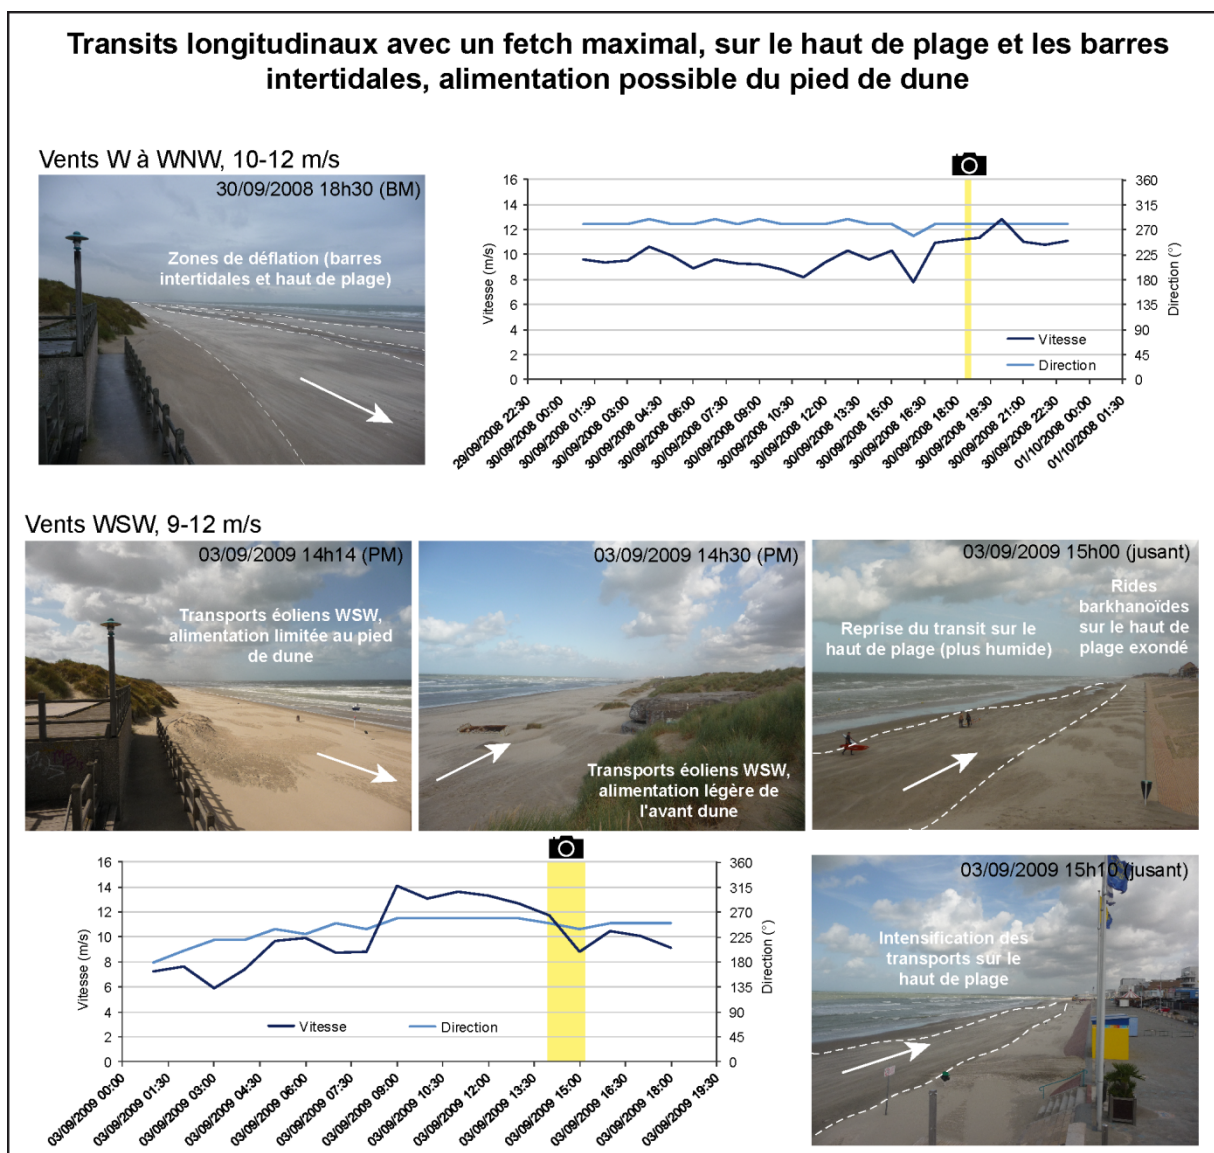 Transits longitudinaux avec un fetch maximal, sur le haut de plage et les barres
intertidales, alimentation possible du pied de dune
Vents W à WNW, 10-12 m/s
30/09/2008 18h30 (BM)
Zones de déflation (barres
intertidales et haut de plage)
16
14
12
10
8
6
4
2
0
Vitesse (m/s)
360
315
270
225
180
135
90
45
0
Direction (°)
Vitesse
Direction
29/09/2008 22:30
30/09/2008 00:00
30/09/2008 01:30
30/09/2008 03:00
30/09/2008 04:30
30/09/2008 06:00
30/09/2008 07:30
30/09/2008 09:00
30/09/2008 10:30
30/09/2008 12:00
30/09/2008 13:30
30/09/2008 15:00
30/09/2008 16:30
30/09/2008 18:00
30/09/2008 19:30
30/09/2008 21:00
30/09/2008 22:30
01/10/2008 00:00
01/10/2008 01:30
Vents WSW, 9-12 m/s
03/09/2009 14h14 (PM)
Transports éoliens WSW,
alimentation limitée au pied
de dune
03/09/2009 14h30 (PM)
Transports éoliens WSW,
alimentation légère de
l'avant dune
03/09/2009 15h00 (jusant)
Reprise du transit sur le
haut de plage (plus humide)
Rides
barkhanoïdes
sur le haut de
plage exondé
16
14
12
10
8
6
4
2
0
Vitesse (m/s)
360
315
270
225
180
135
90
45
0
Direction (°)
Vitesse
Direction
03/09/2009 00:00
03/09/2009 01:30
03/09/2009 03:00
03/09/2009 04:30
03/09/2009 06:00
03/09/2009 07:30
03/09/2009 09:00
03/09/2009 10:30
03/09/2009 12:00
03/09/2009 13:30
03/09/2009 15:00
03/09/2009 16:30
03/09/2009 18:00
03/09/2009 19:30
03/09/2009 15h10 (jusant)
Intensification des
transports sur le
haut de plage